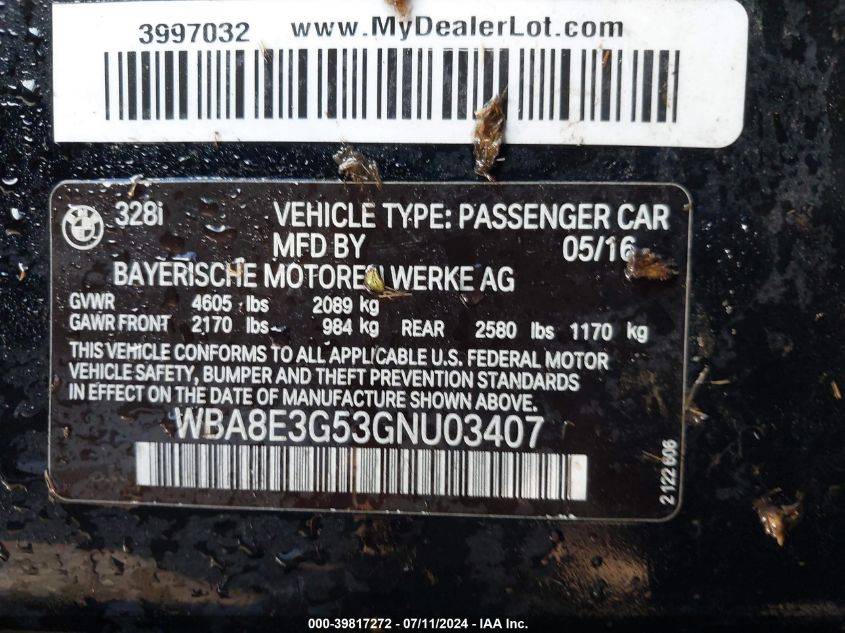 3997032 www.MyDealerLot.com
328i VEHICLE TYPE: PASSENGER CAR
MFD BY 05/16
BAYERISCHE MOTOREN WERKE AG
GVWR 4605 lbs 2089 kg
GAWR FRONT 2170 lbs 984 kg REAR 2580 lbs 1170 kg
THIS VEHICLE CONFORMS TO ALL APPLICABLE U.S. FEDERAL MOTOR
VEHICLE SAFETY, BUMPER AND THEFT PREVENTION STANDARDS
IN EFFECT ON THE DATE OF MANUFACTURE SHOWN ABOVE.
WBA8E3G53GNU03407
2 122 606
000-39817272 - 07/11/2024 - IAA Inc.